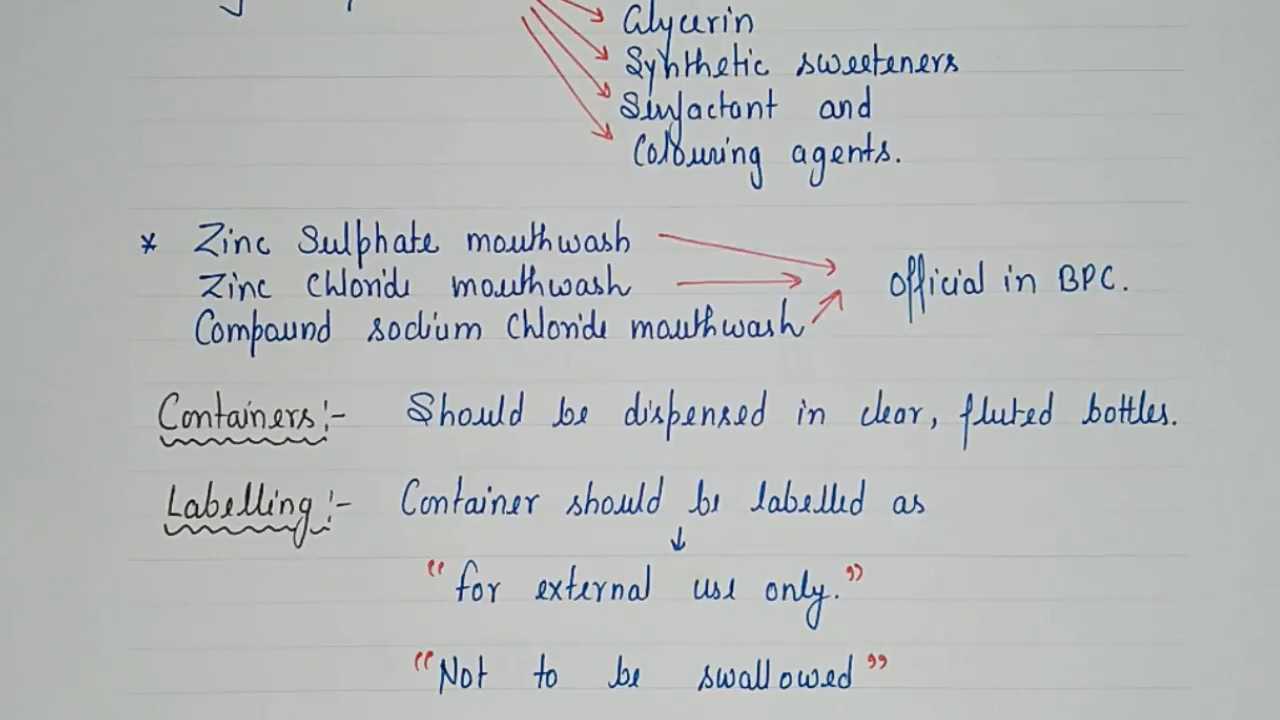 Glycerin
Synthetic sweeteners
Surfactant and
Colouring agents.
* Zinc Sulphate mouthwash
Zinc Chloride mouthwash
Compound sodium Chloride mouthwash
Official in BPC.
Containers:- Should be dispensed in clear, fluted bottles.
Labelling:- Container should be labelled as
"for external use only."
"Not to be swallowed"